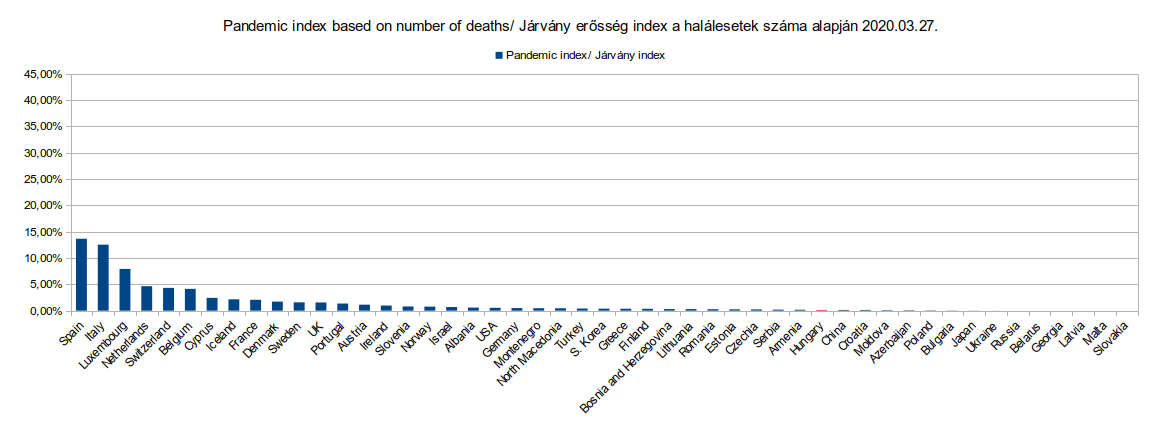 Pandemic index based on number of deaths/ Járvány erősség index a halálesetek száma alapján 2020.03.27.
Pandemic index/ Járvány index
45,00%
40,00%
35,00%
30,00%
25,00%
20,00%
15,00%
10,00%
5,00%
0,00%
Spain
Italy
Luxembourg
Netherlands
Switzerland
Belgium
Cyprus
Iceland
France
Denmark
Sweden
UK
Portugal
Austria
Ireland
Slovenia
Norway
Israel
Albania
USA
Germany
Montenegro
North Macedonia
Turkey
S. Korea
Greece
Finland
Bosnia and Herzegovina
Lithuania
Romania
Estonia
Czechia
Serbia
Armenia
Hungary
China
Croatia
Moldova
Azerbaijan
Poland
Bulgaria
Japan
Ukraine
Russia
Belarus
Georgia
Latvia
Malta
Slovakia